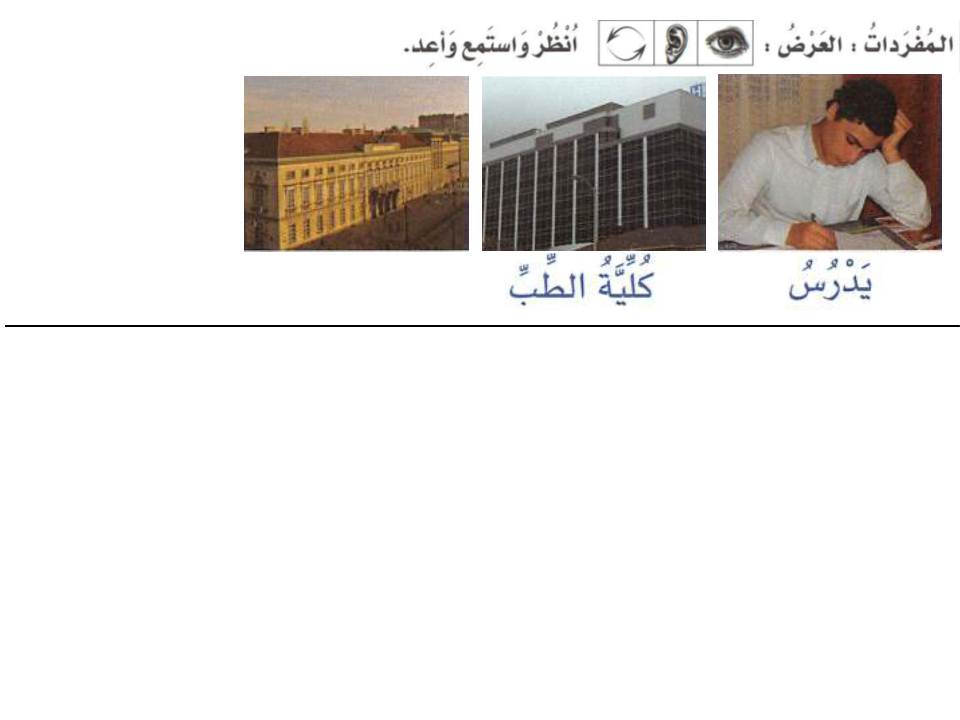 المُفْرَداتُ : العَرْضُ : اُنْظُرْ وَاستَمِع وَأعِد.
H
يَدْرُسُ
كُلِّيَّةُ الطِّبِّ